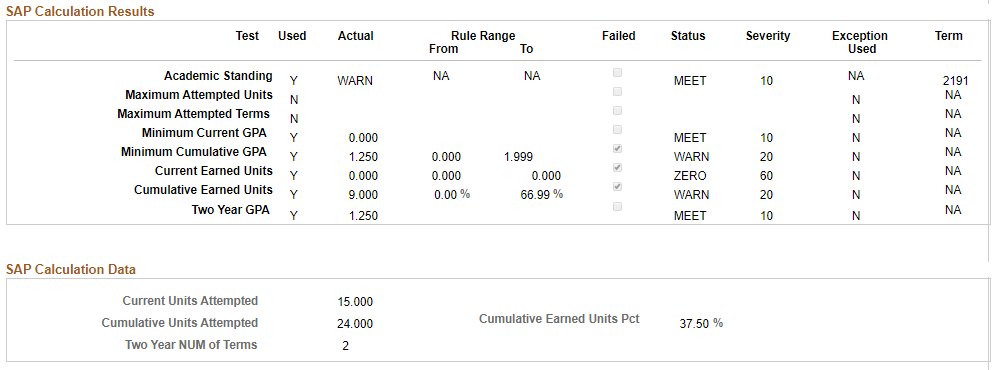 SAP Calculation Results
Test Used Actual Rule Range Failed Status Severity Exception Term
From To Used
Academic Standing Y WARN NA NA MEET 10 NA 2191
Maximum Attempted Units N N NA
Maximum Attempted Terms N N NA
Minimum Current GPA Y 0.000 MEET 10 N NA
Minimum Cumulative GPA Y 1.250 0.000 1.999 WARN 20 N NA
Current Earned Units Y 0.000 0.000 0.000 ZERO 60 N NA
Cumulative Earned Units Y 9.000 0.00 % 66.99 % WARN 20 N NA
Two Year GPA Y 1.250 MEET 10 N NA
SAP Calculation Data
Current Units Attempted 15.000
Cumulative Units Attempted 24.000 Cumulative Earned Units Pct 37.50 %
Two Year NUM of Terms 2